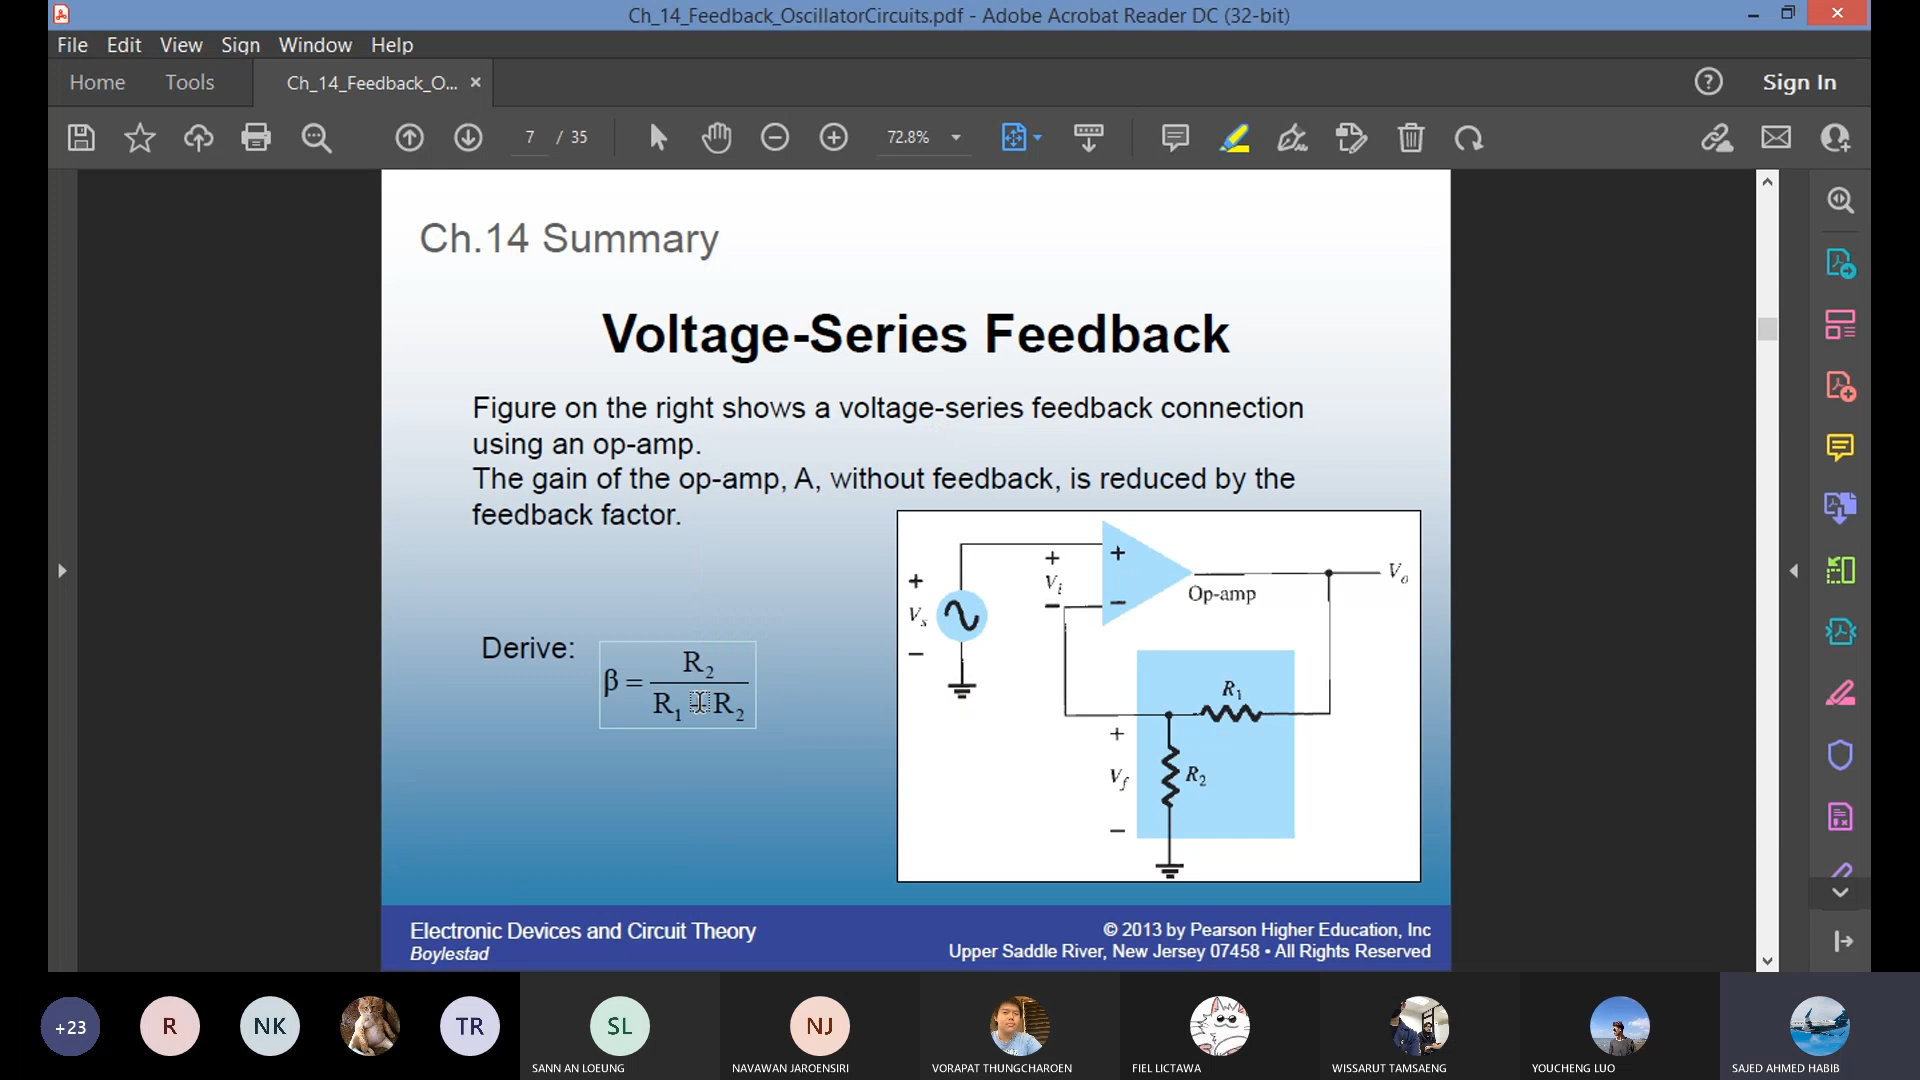 Ch_14_Feedback_OscillatorCircuits.pdf - Adobe Acrobat Reader DC (32-bit)
File Edit View Sign Window Help
Home Tools Ch_14_Feedback_O... × Sign In
7 / 35 72.8%
Ch.14 Summary
Voltage-Series Feedback
Figure on the right shows a voltage-series feedback connection
using an op-amp.
The gain of the op-amp, A, without feedback, is reduced by the
feedback factor.
Derive:
β = R₂ / (R₁ + R₂)
+
Vₛ
−
+
Vᵢ
−
+
−
Op-amp
Vₒ
R₁
+
V_f
−
R₂
Electronic Devices and Circuit Theory
Boylestad
© 2013 by Pearson Higher Education, Inc
Upper Saddle River, New Jersey 07458 • All Rights Reserved
+23 R NK TR SL NJ
SANN AN LOEUNG NAVAWAN JAROENSIRI VORAPAT THUNGCHAROEN FIEL LICTAWA WISSARUT TAMSAENG YOUCHENG LUO SAJED AHMED HABIB